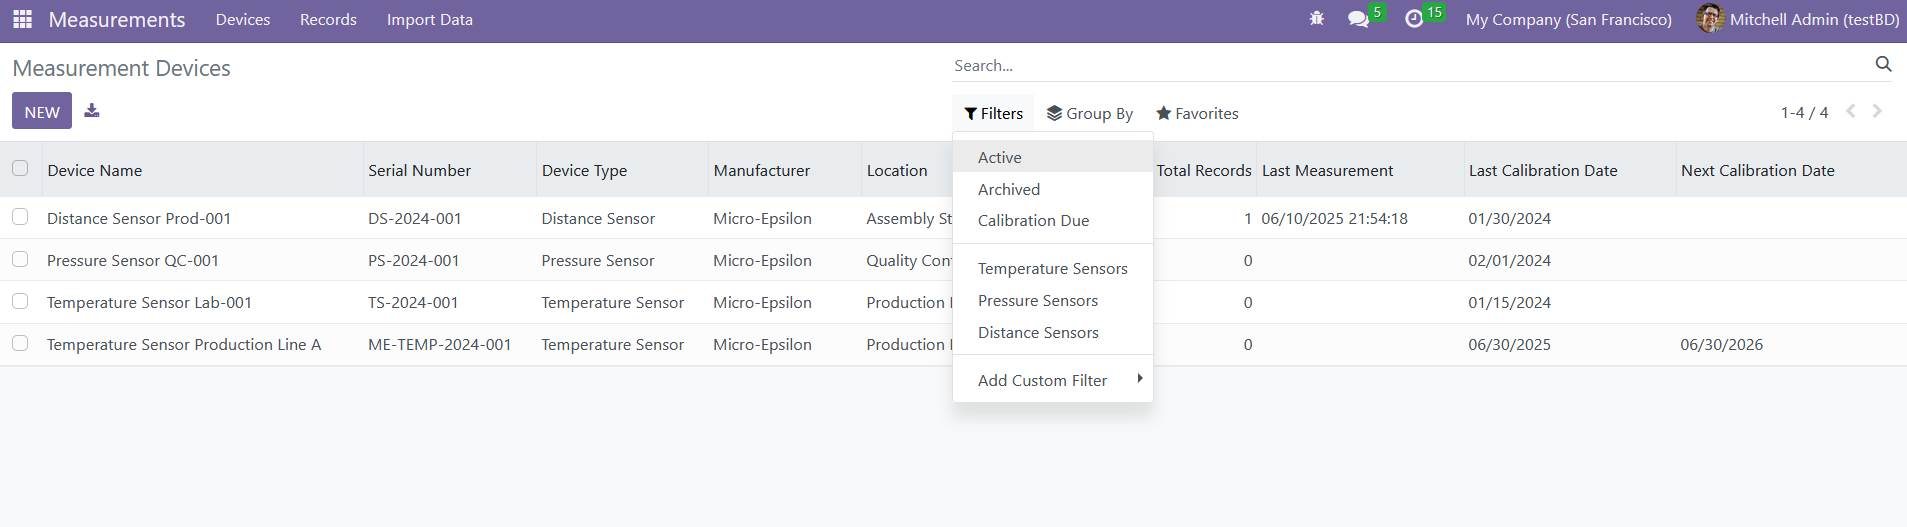 Measurements Devices Records Import Data 5 15 My Company (San Francisco) Mitchell Admin (testBD)
Measurement Devices
Search...
NEW
Filters Group By Favorites 1-4 / 4
Active
Archived
Calibration Due
Temperature Sensors
Pressure Sensors
Distance Sensors
Add Custom Filter
Device Name Serial Number Device Type Manufacturer Location Total Records Last Measurement Last Calibration Date Next Calibration Date
Distance Sensor Prod-001 DS-2024-001 Distance Sensor Micro-Epsilon Assembly 1 06/10/2025 21:54:18 01/30/2024
Pressure Sensor QC-001 PS-2024-001 Pressure Sensor Micro-Epsilon Quality 0 02/01/2024
Temperature Sensor Lab-001 TS-2024-001 Temperature Sensor Micro-Epsilon Production 0 01/15/2024
Temperature Sensor Production Line A ME-TEMP-2024-001 Temperature Sensor Micro-Epsilon Production 0 06/30/2025 06/30/2026